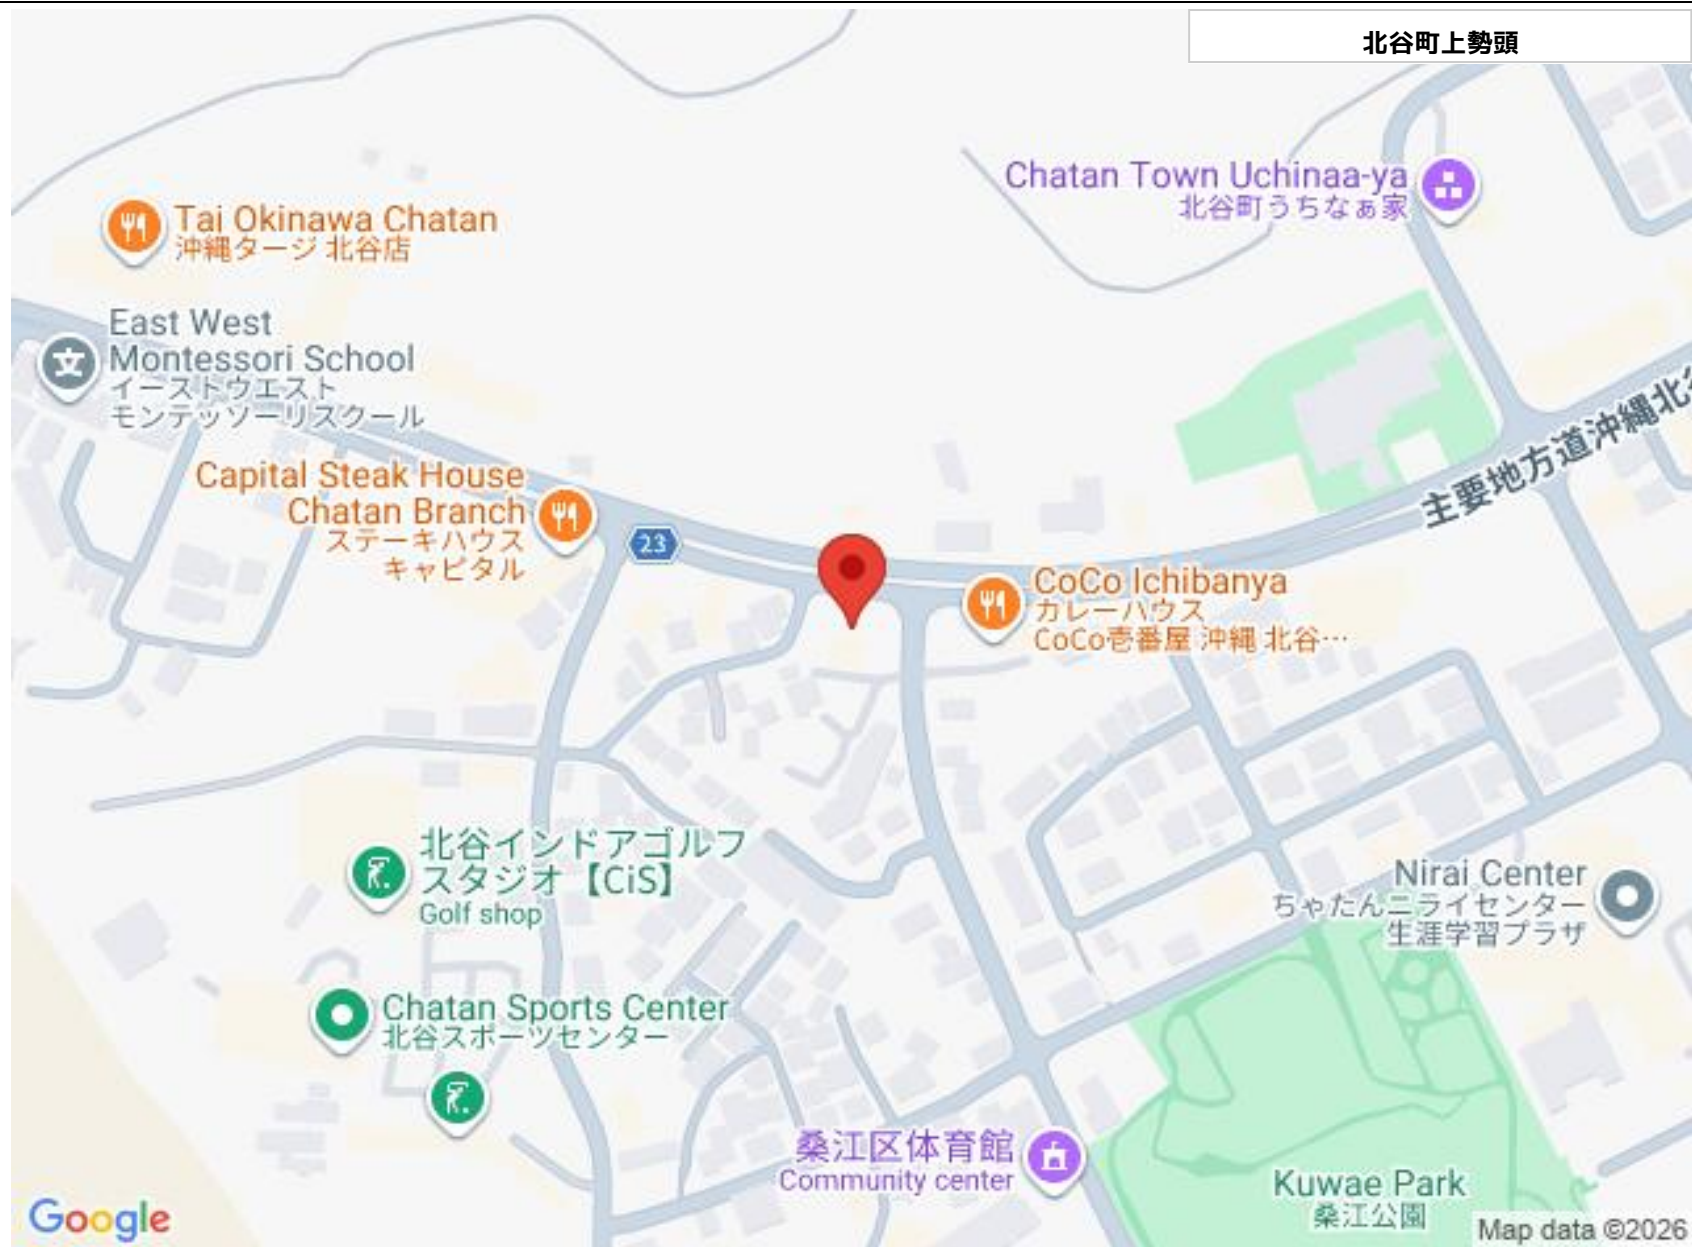 北谷町上勢頭
Chatan Town Uchinaa-ya
北谷町うちなぁ家
Tai Okinawa Chatan
沖縄タージ 北谷店
East West
Montessori School
イーストウエスト
モンテッソーリスクール
主要地方道沖縄北谷
Capital Steak House
Chatan Branch
ステーキハウス
キャピタル
23
CoCo Ichibanya
カレーハウス
CoCo壱番屋 沖縄 北谷…
北谷インドアゴルフ
スタジオ【CiS】
Golf shop
Nirai Center
ちゃたんニライセンター
生涯学習プラザ
Chatan Sports Center
北谷スポーツセンター
桑江区体育館
Community center
Kuwae Park
桑江公園
Google
Map data ©2026